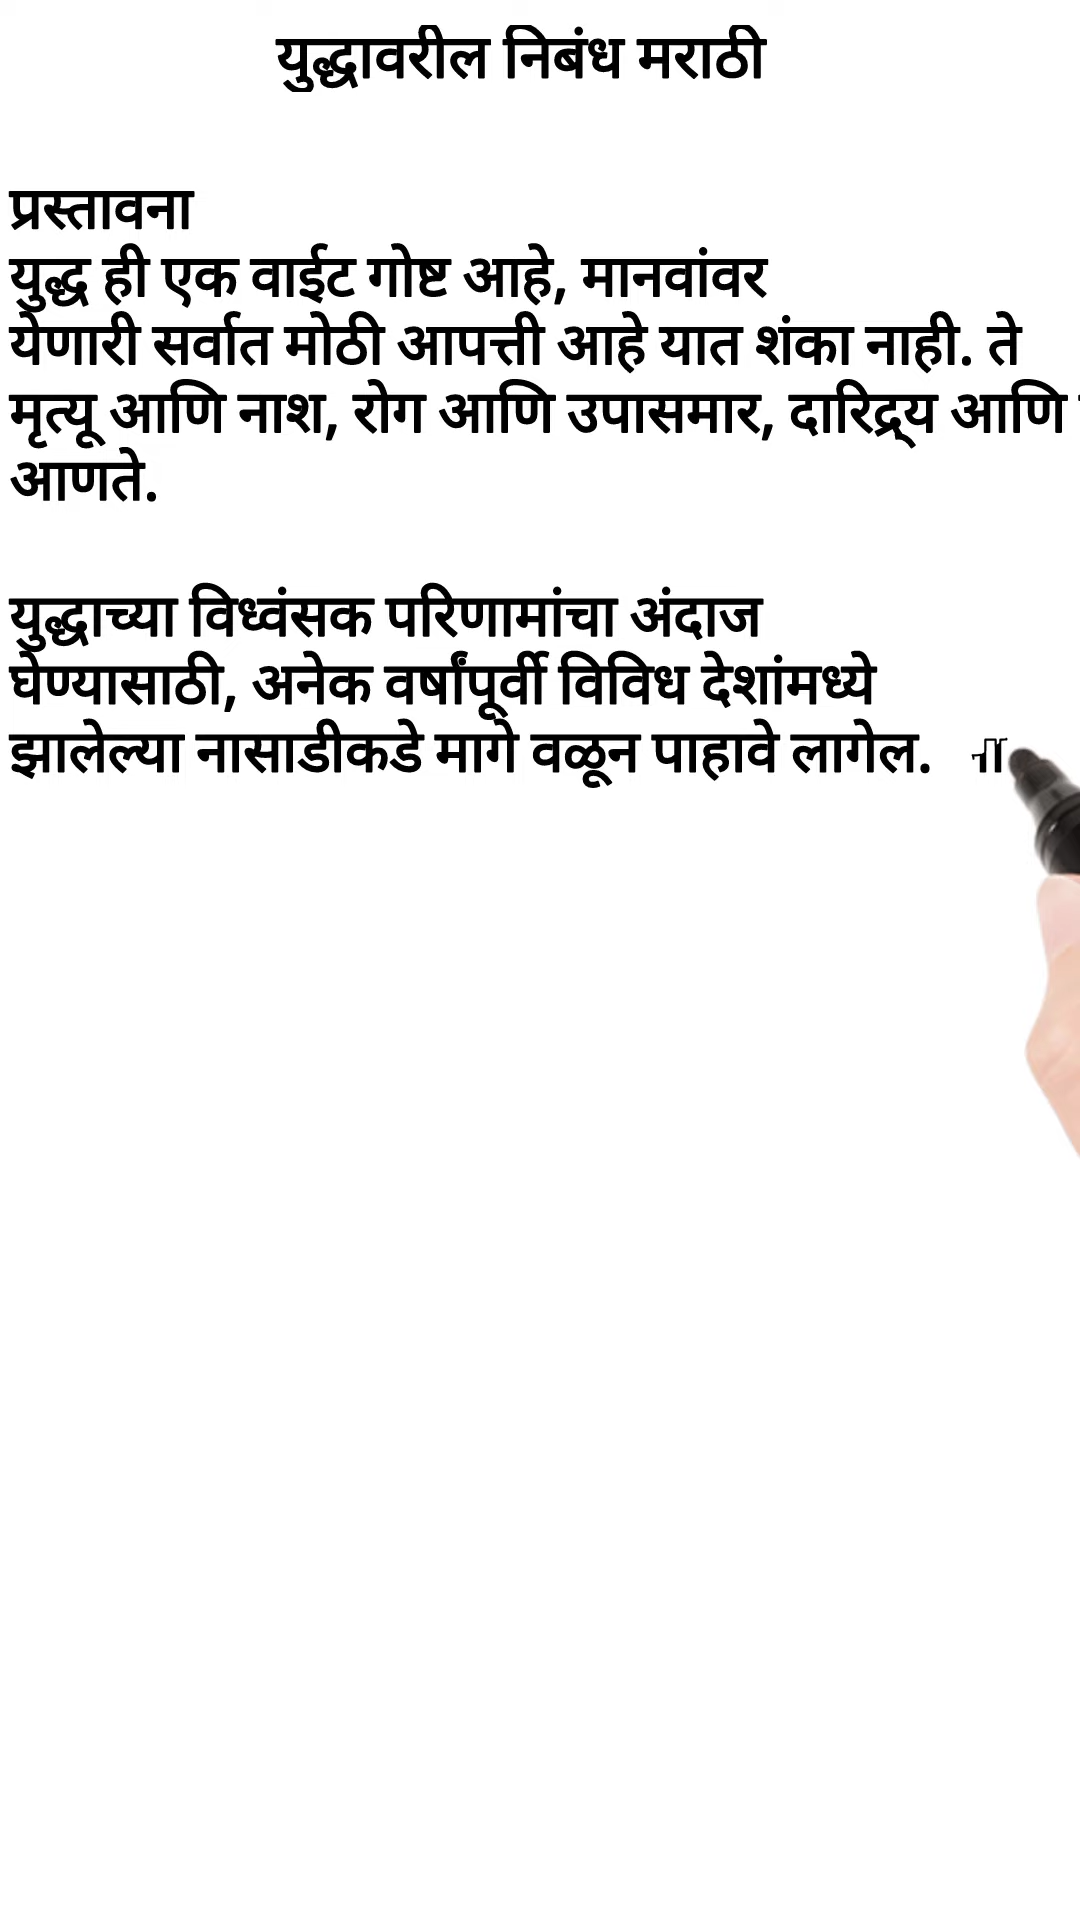 युद्धावरील निबंध मराठी
प्रस्तावना
युद्ध ही एक वाईट गोष्ट आहे, मानवांवर
येणारी सर्वात मोठी आपत्ती आहे यात शंका नाही. ते
मृत्यू आणि नाश, रोग आणि उपासमार, दारिद्र्य आणि
आणते.
युद्धाच्या विध्वंसक परिणामांचा अंदाज
घेण्यासाठी, अनेक वर्षांपूर्वी विविध देशांमध्ये
झालेल्या नासाडीकडे मागे वळून पाहावे लागेल.